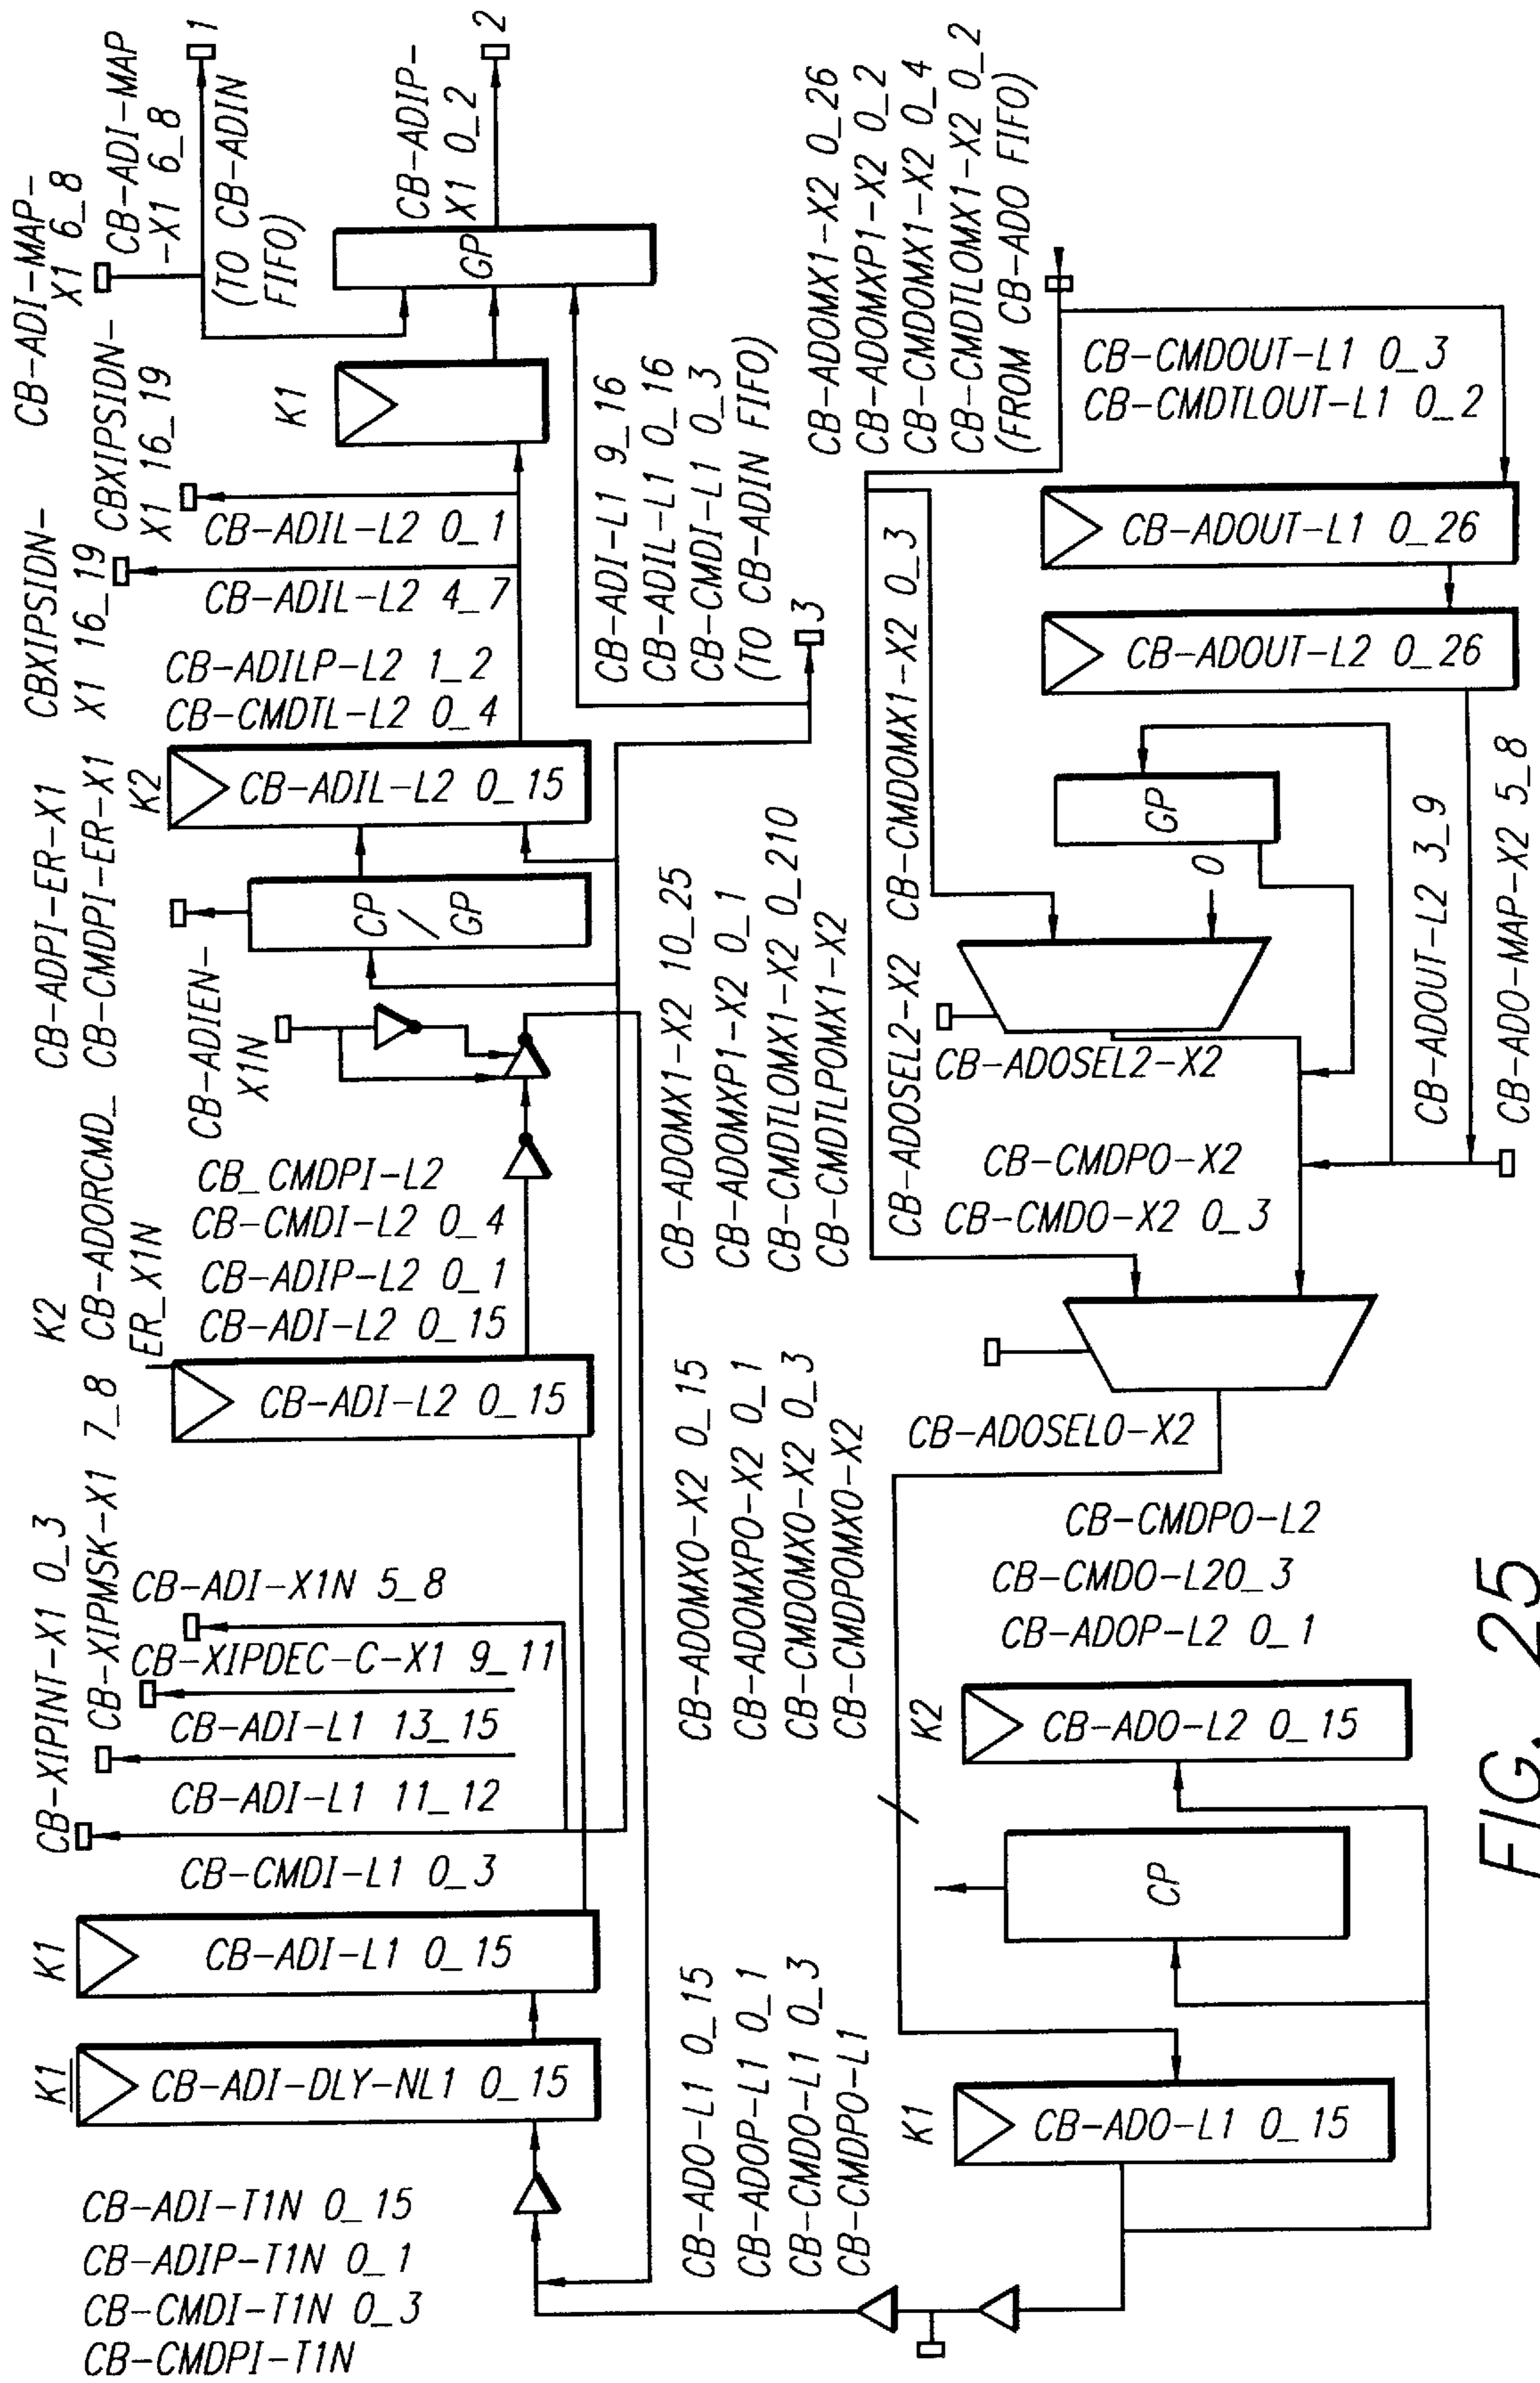 CB-ADI-T1N 0_15
CB-ADIP-T1N 0_1
CB-CMDI-T1N 0_3
CB-CMDPI-T1N
K1
CB-ADI-DLY-NL1 0_15
K1
CB-ADI-L1 0_15
CB-XIPINT-X1 0_3
CB-XIPMSK-X1 7_8
CB-ADI-X1N 5_8
CB-XIPDEC-C-X1 9_11
CB-ADI-L1 13_15
CB-ADI-L1 11_12
CB-CMDI-L1 0_3
K2
CB-ADORCMD_
ER_X1N
CB-ADI-L2 0_15
CB_CMDPI-L2
CB-CMDI-L2 0_4
CB-ADIP-L2 0_1
CB-ADI-L2 0_15
CB-ADIEN-
X1N
CB-ADPI-ER-X1
CB-CMDPI-ER-X1
CP
/
GP
K2
CB-ADIL-L2 0_15
CBXIPSIDN-
X1 16_19
CBXIPSIDN-
X1 16_19
CB-ADIL-L2 0_1
CB-ADIL-L2 4_7
CB-ADILP-L2 1_2
CB-CMDTL-L2 0_4
K1
CB-ADI-MAP-
X1 6_8
CB-ADI-MAP
-X1 6_8
1
(TO CB-ADIN
FIFO)
GP
CB-ADIP-
X1 0_2
2
CB-ADI-L1 9_16
CB-ADIL-L1 0_16
CB-CMDI-L1 0_3
(TO CB-ADIN FIFO)
3
CB-ADO-L1 0_15
CB-ADOP-L1 0_1
CB-CMDO-L1 0_3
CB-CMDPO-L1
K1
CB-ADO-L1 0_15
CP
K2
CB-ADO-L2 0_15
CB-CMDPO-L2
CB-CMDO-L20_3
CB-ADOP-L2 0_1
CB-ADOMX0-X2 0_15
CB-ADOMXP0-X2 0_1
CB-CMDOMX0-X2 0_3
CB-CMDPOMX0-X2
CB-ADOSEL0-X2
CB-ADOMX1-X2 10_25
CB-ADOMXP1-X2 0_1
CB-CMDTLOMX1-X2 0_210
CB-CMDTLPOMX1-X2
CB-ADOSEL2-X2
CB-CMDOMX1-X2 0_3
CB-ADOSEL2-X2
CB-CMDPO-X2
CB-CMDO-X2 0_3
0
GP
CB-ADOUT-L2 3_9
CB-ADO-MAP-X2 5_8
CB-ADOUT-L2 0_26
CB-ADOUT-L1 0_26
CB-CMDOUT-L1 0_3
CB-CMDTLOUT-L1 0_2
CB-ADOMX1-X2 0_26
CB-ADOMXP1-X2 0_2
CB-CMDOMX1-X2 0_4
CB-CMDTLOMX1-X2 0_2
(FROM CB-ADO FIFO)
FIG. 25